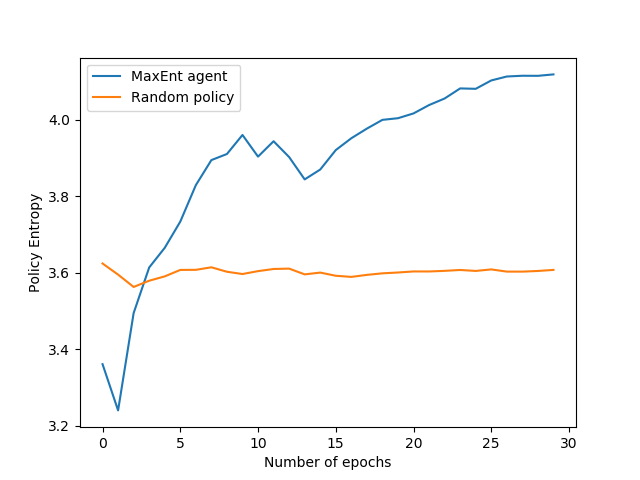 MaxEnt agent
Random policy
Policy Entropy
4.0
3.8
3.6
3.4
3.2
0 5 10 15 20 25 30
Number of epochs